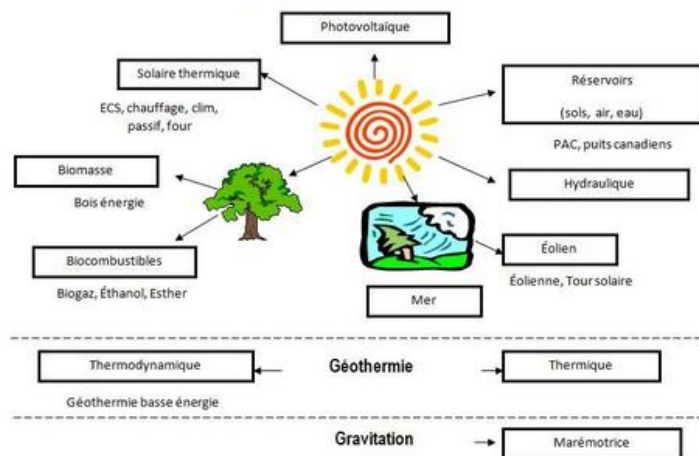 Photovoltaïque
Solaire thermique
ECS, chauffage, clim,
passif, four
Réservoirs
(sols, air, eau)
PAC, puits canadiens
Biomasse
Bois énergie
Hydraulique
Biocombustibles
Biogaz, Éthanol, Esther
Éolien
Éolienne, Tour solaire
Mer
Thermodynamique
Géothermie
Thermique
Géothermie basse énergie
Gravitation
Marémotrice